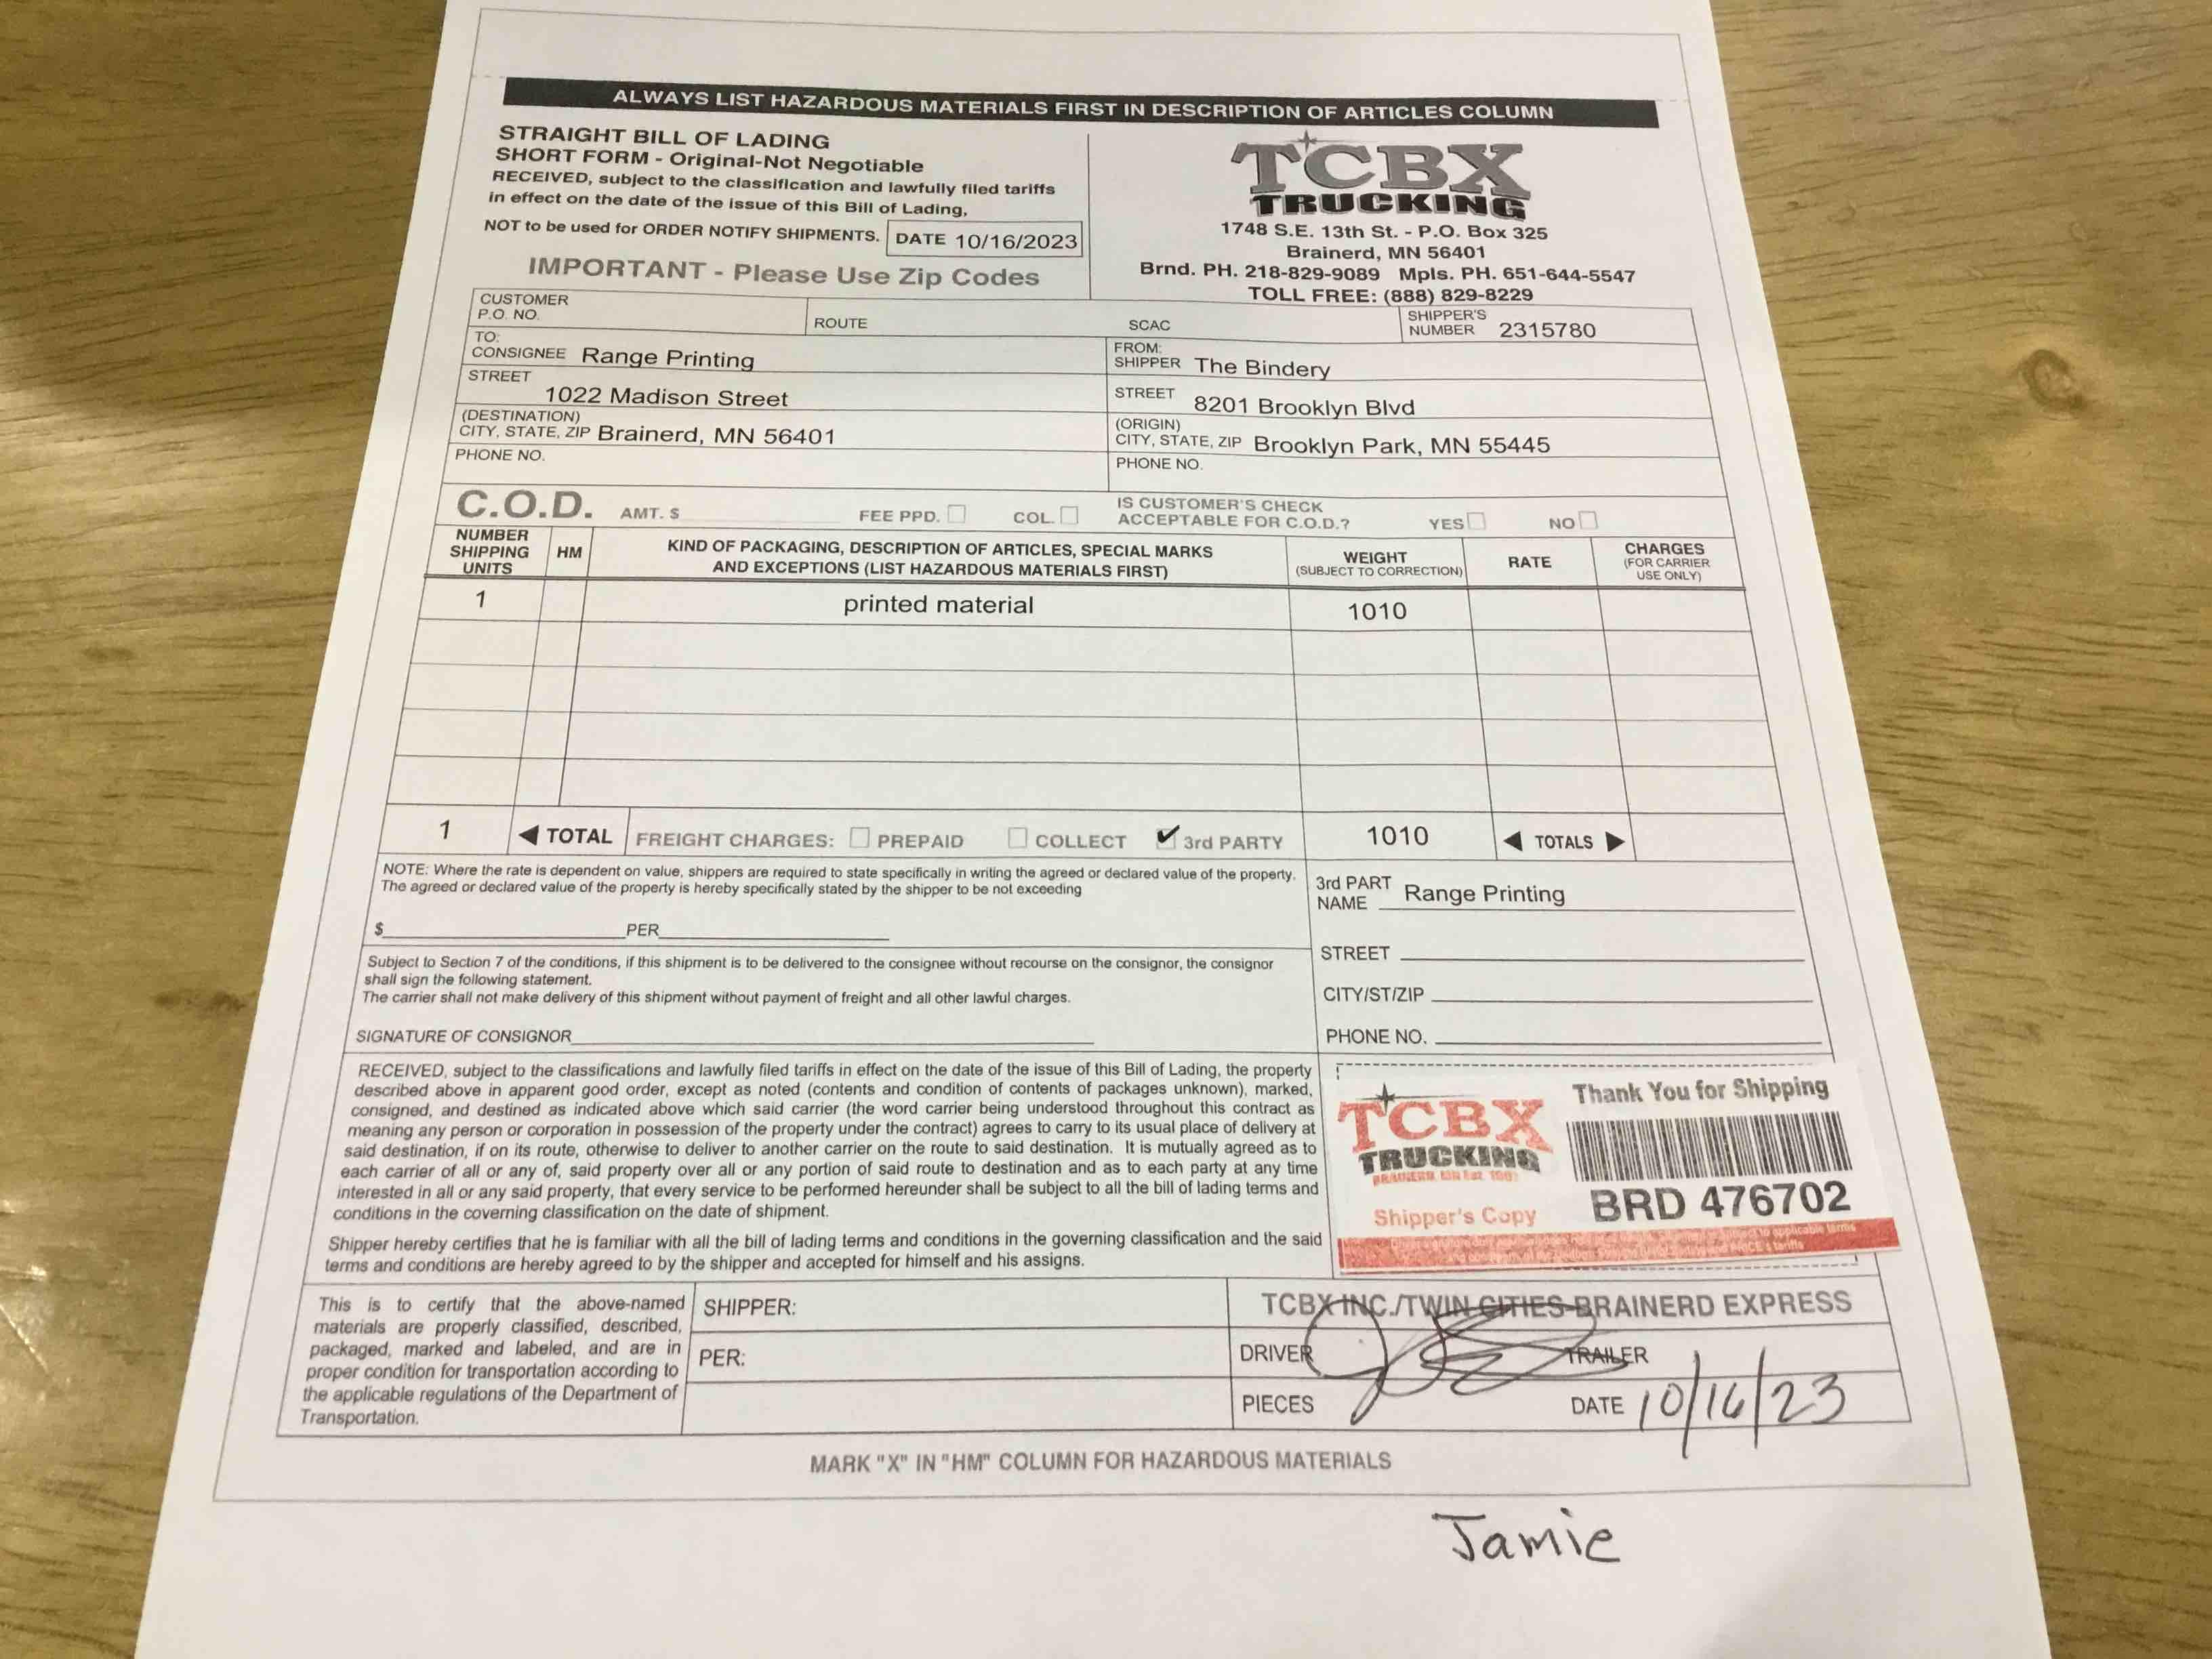 ALWAYS LIST HAZARDOUS MATERIALS FIRST IN DESCRIPTION OF ARTICLES COLUMN
STRAIGHT BILL OF LADING
SHORT FORM - Original-Not Negotiable
RECEIVED, subject to the classification and lawfully filed tariffs
in effect on the date of the issue of this Bill of Lading,
NOT to be used for ORDER NOTIFY SHIPMENTS. DATE 10/16/2023
IMPORTANT - Please Use Zip Codes
TCBX
TRUCKING
1748 S.E. 13th St. - P.O. Box 325
Brainerd, MN 56401
Brnd. PH. 218-829-9089 Mpls. PH. 651-644-5547
TOLL FREE: (888) 829-8229
CUSTOMER
P.O. NO.
ROUTE
SCAC
SHIPPER'S
NUMBER 2315780
TO:
CONSIGNEE Range Printing
STREET
1022 Madison Street
(DESTINATION)
CITY, STATE, ZIP Brainerd, MN 56401
PHONE NO.
FROM:
SHIPPER The Bindery
STREET
8201 Brooklyn Blvd
(ORIGIN)
CITY, STATE, ZIP Brooklyn Park, MN 55445
PHONE NO.
C.O.D. AMT. $ FEE PPD. COL.
IS CUSTOMER'S CHECK
ACCEPTABLE FOR C.O.D.? YES NO
NUMBER
SHIPPING
UNITS
HM
KIND OF PACKAGING, DESCRIPTION OF ARTICLES, SPECIAL MARKS
AND EXCEPTIONS (LIST HAZARDOUS MATERIALS FIRST)
WEIGHT
(SUBJECT TO CORRECTION)
RATE
CHARGES
(FOR CARRIER
USE ONLY)
1 printed material 1010
1 ◀ TOTAL FREIGHT CHARGES: PREPAID COLLECT ✔ 3rd PARTY 1010 ◀ TOTALS ▶
NOTE: Where the rate is dependent on value, shippers are required to state specifically in writing the agreed or declared value of the property.
The agreed or declared value of the property is hereby specifically stated by the shipper to be not exceeding
$ PER
Subject to Section 7 of the conditions, if this shipment is to be delivered to the consignee without recourse on the consignor, the consignor
shall sign the following statement.
The carrier shall not make delivery of this shipment without payment of freight and all other lawful charges.
SIGNATURE OF CONSIGNOR
3rd PART
NAME Range Printing
STREET
CITY/ST/ZIP
PHONE NO.
RECEIVED, subject to the classifications and lawfully filed tariffs in effect on the date of the issue of this Bill of Lading, the property
described above in apparent good order, except as noted (contents and condition of contents of packages unknown), marked,
consigned, and destined as indicated above which said carrier (the word carrier being understood throughout this contract as
meaning any person or corporation in possession of the property under the contract) agrees to carry to its usual place of delivery at
said destination, if on its route, otherwise to deliver to another carrier on the route to said destination. It is mutually agreed as to
each carrier of all or any of, said property over all or any portion of said route to destination and as to each party at any time
interested in all or any said property, that every service to be performed hereunder shall be subject to all the bill of lading terms and
conditions in the coverning classification on the date of shipment.
Shipper hereby certifies that he is familiar with all the bill of lading terms and conditions in the governing classification and the said
terms and conditions are hereby agreed to by the shipper and accepted for himself and his assigns.
TCBX
TRUCKING
BRAINERD, MN Est.
Shipper's Copy
Thank You for Shipping
BRD 476702
to applicable terms
tariffs
This is to certify that the above-named
materials are properly classified, described,
packaged, marked and labeled, and are in
proper condition for transportation according to
the applicable regulations of the Department of
Transportation.
SHIPPER:
PER:
TCBX INC./TWIN CITIES-BRAINERD EXPRESS
DRIVER TRAILER
PIECES DATE 10/16/23
MARK "X" IN "HM" COLUMN FOR HAZARDOUS MATERIALS
Jamie